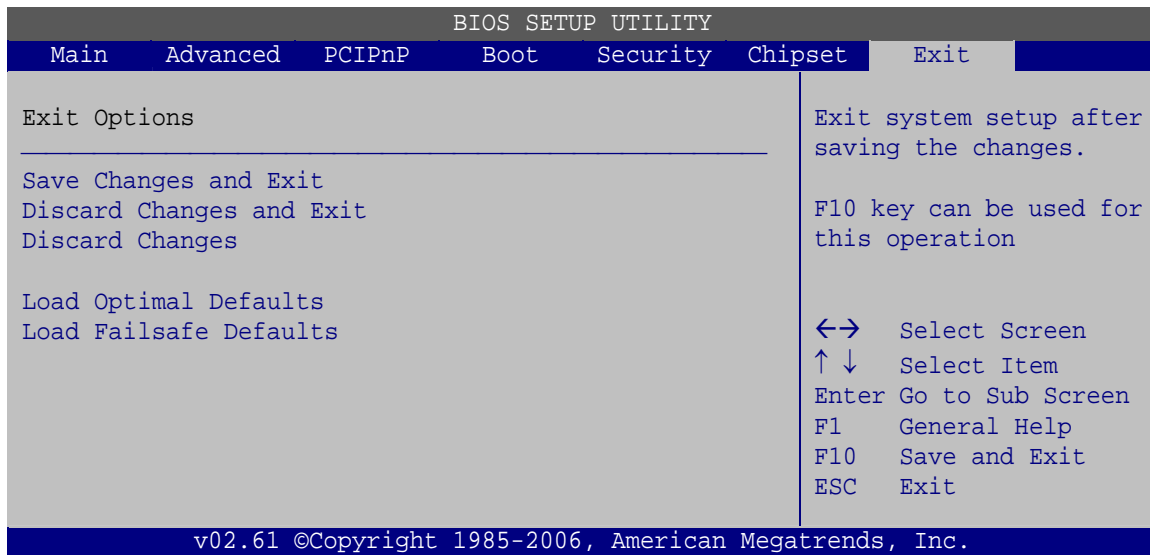 BIOS SETUP UTILITY
Main Advanced PCIPnP Boot Security Chipset Exit
Exit Options
Save Changes and Exit
Discard Changes and Exit
Discard Changes
Load Optimal Defaults
Load Failsafe Defaults
Exit system setup after
saving the changes.
F10 key can be used for
this operation
←→ Select Screen
↑ ↓ Select Item
Enter Go to Sub Screen
F1 General Help
F10 Save and Exit
ESC Exit
v02.61 ©Copyright 1985-2006, American Megatrends, Inc.